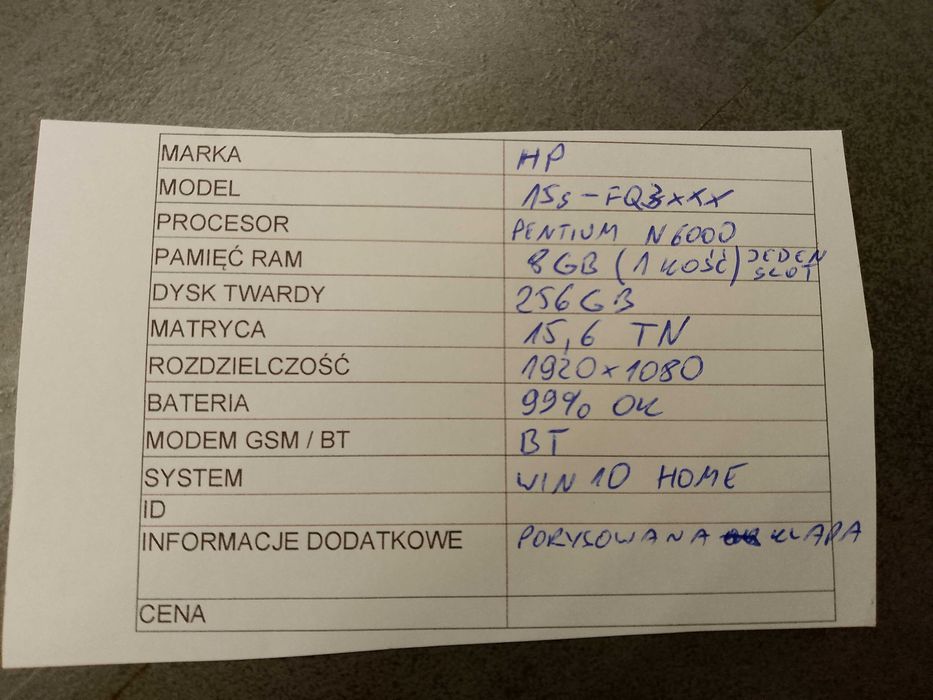 MARKA HP
MODEL 15s-FQ3xxx
PROCESOR PENTIUM N6000
PAMIĘĆ RAM 8GB (1 KOŚĆ) JEDEN SLOT
DYSK TWARDY 256GB
MATRYCA 15,6 TN
ROZDZIELCZOŚĆ 1920x1080
BATERIA 99% OK
MODEM GSM / BT BT
SYSTEM WIN 10 HOME
ID
INFORMACJE DODATKOWE PORYSOWANA KLAPA
CENA